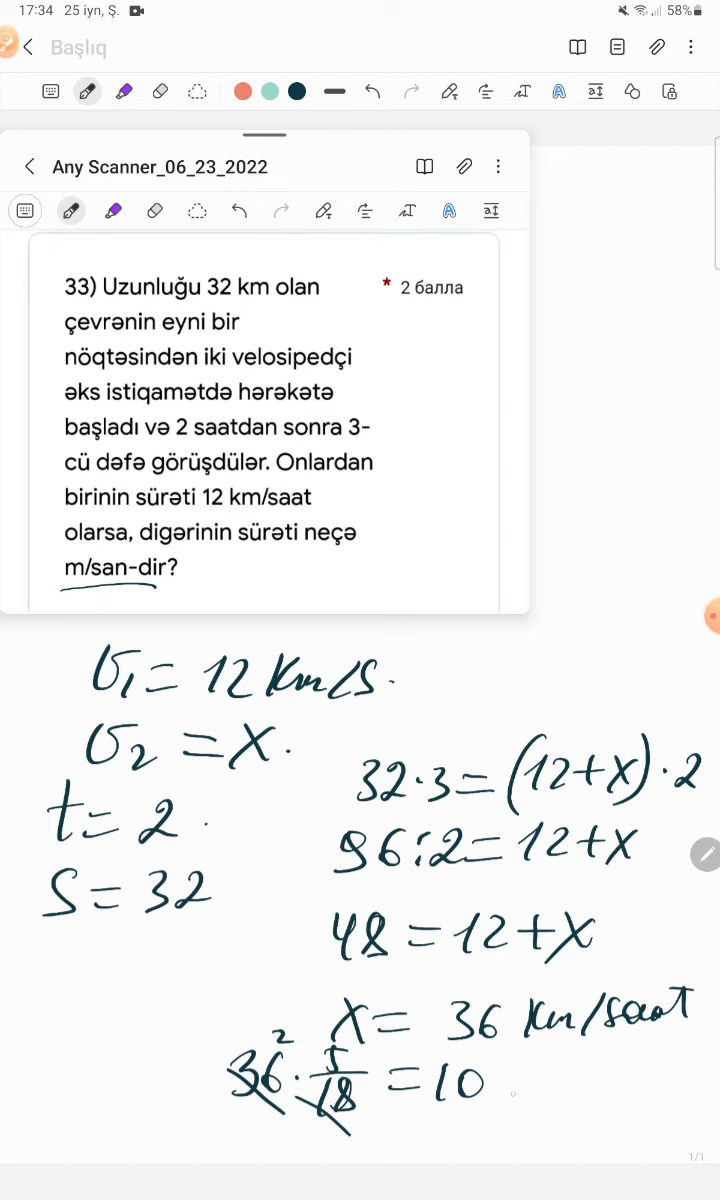 17:34 25 iyn, Ş. 58%
Başlıq
Any Scanner_06_23_2022
33) Uzunluğu 32 km olan * 2 балла
çevrənin eyni bir
nöqtəsindən iki velosipedçi
əks istiqamətdə hərəkətə
başladı və 2 saatdan sonra 3-
cü dəfə görüşdülər. Onlardan
birinin sürəti 12 km/saat
olarsa, digərinin sürəti neçə
m/san-dir?
υ₁ = 12 km/s.
υ₂ = x.
t = 2.
S = 32
32·3 = (12+x)·2
96:2 = 12+x
48 = 12+x
x = 36 km/saat
36² · 5/18 = 10
1/1